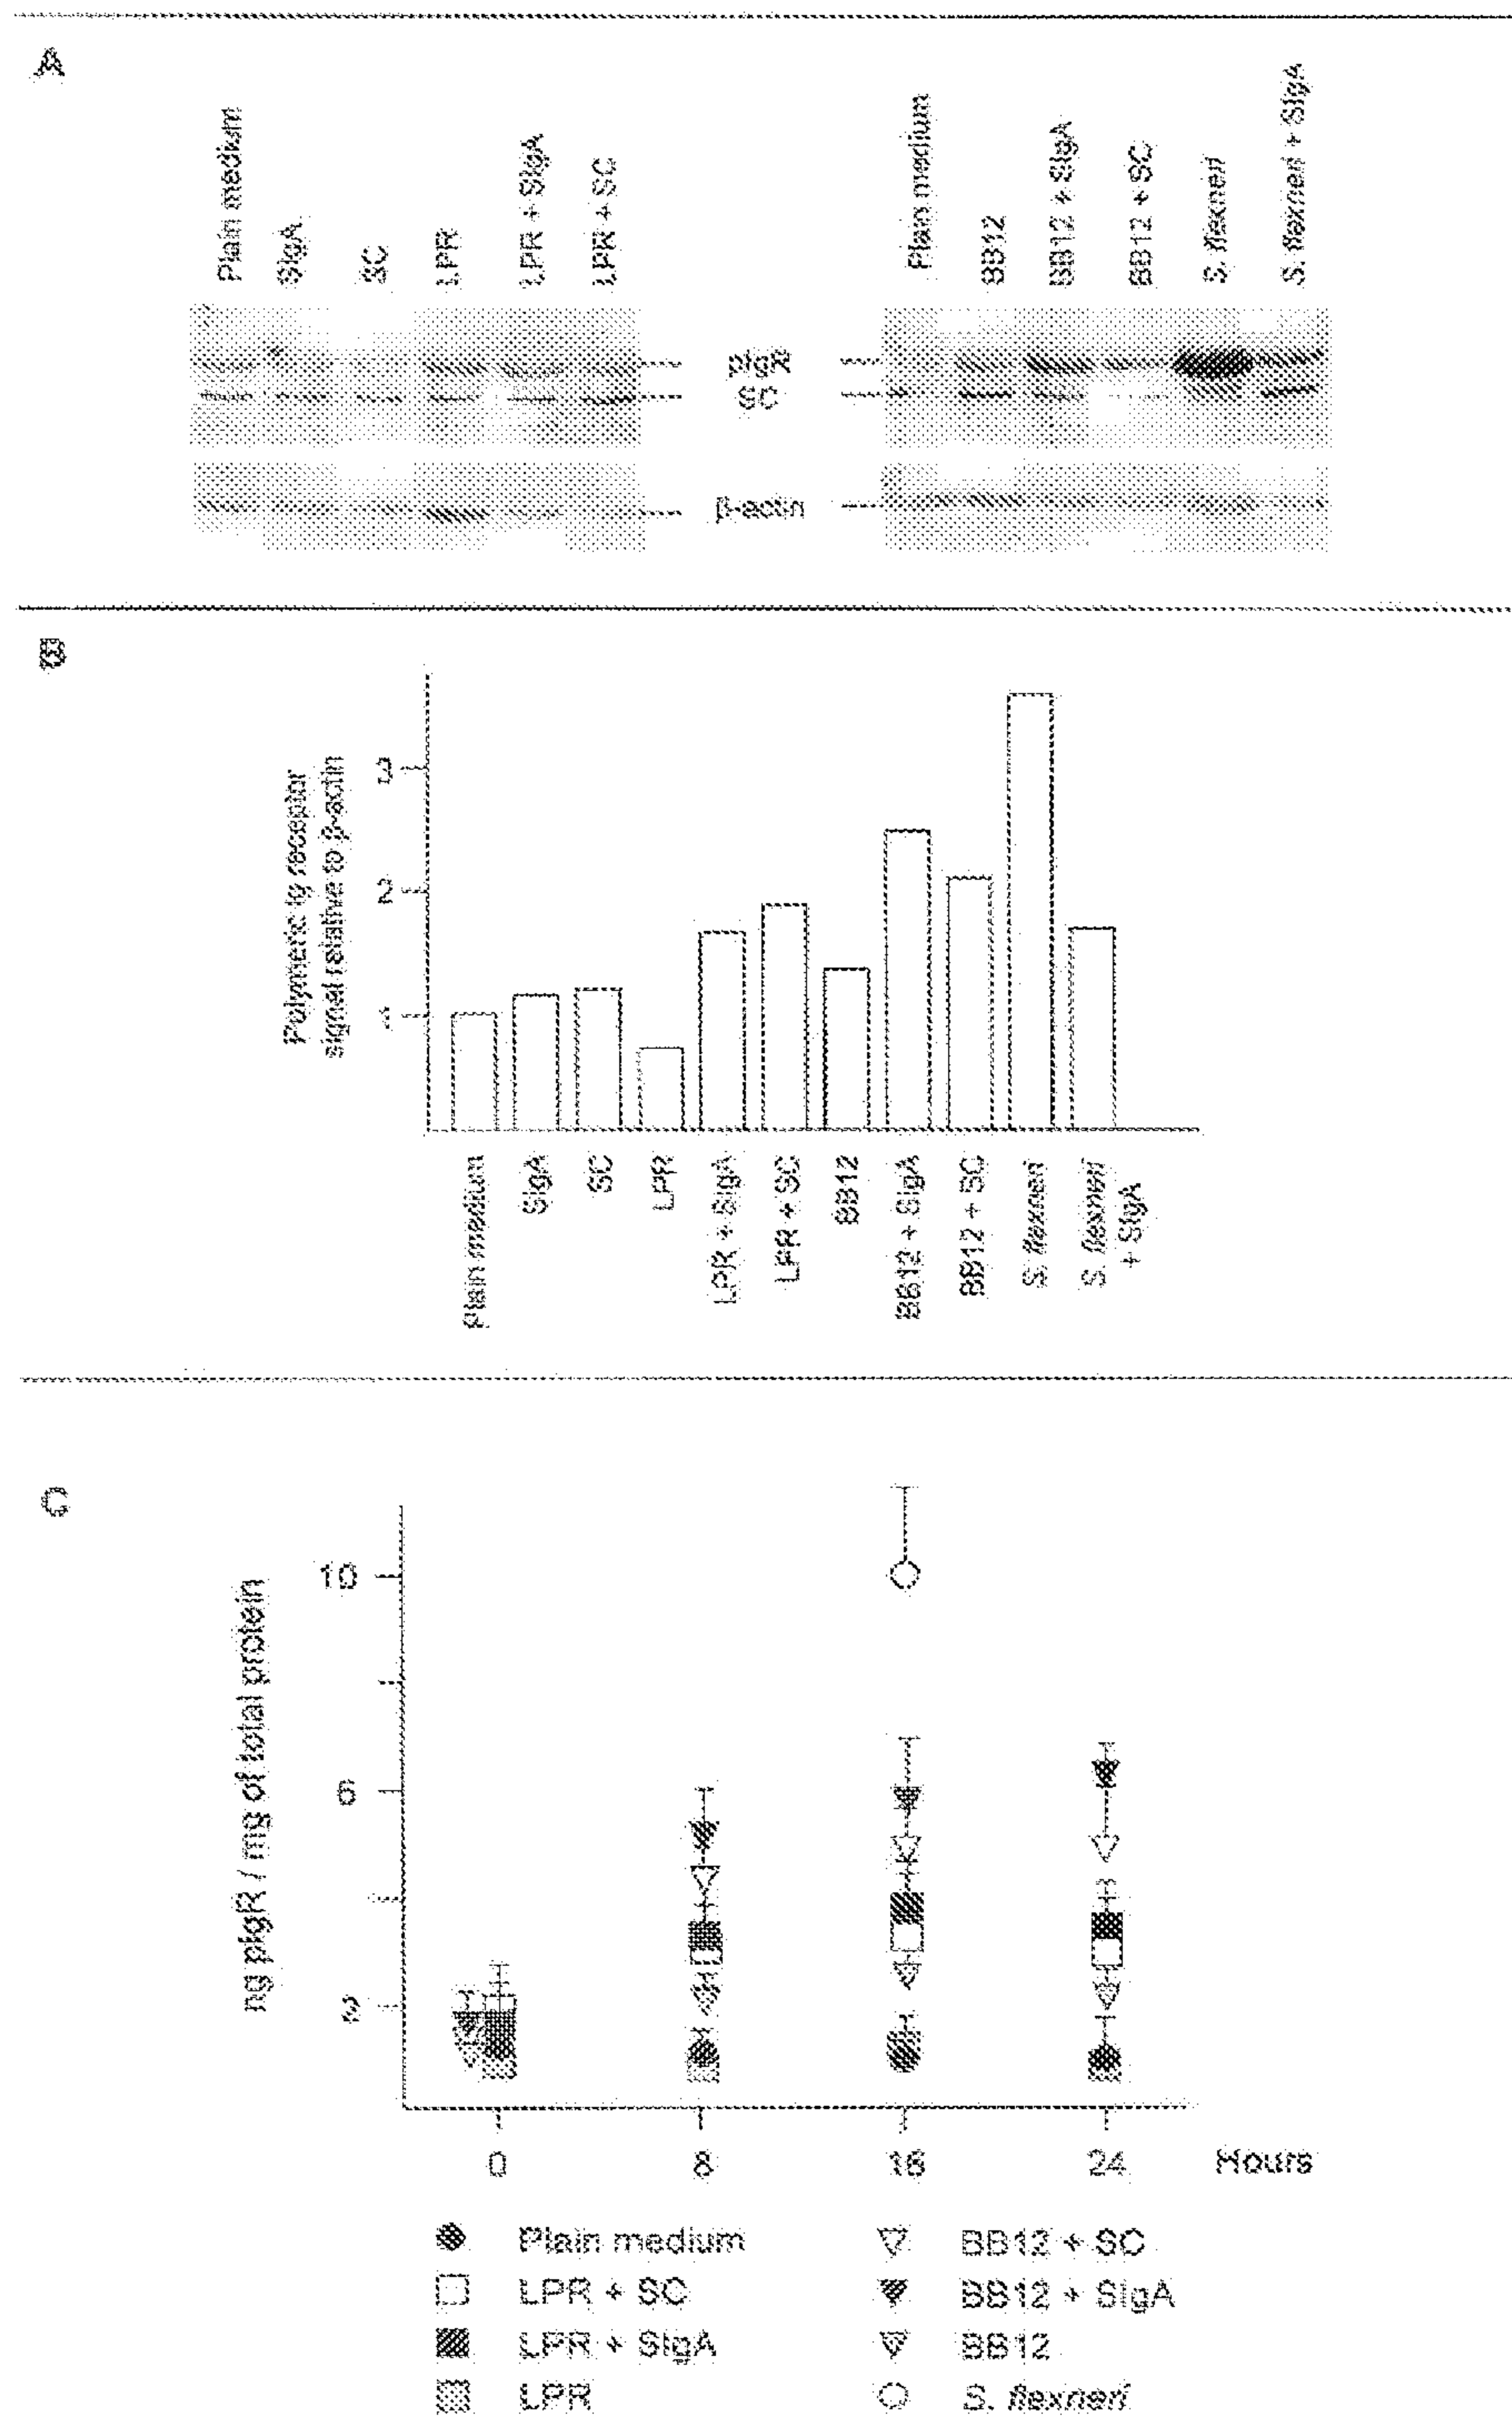 A
Plain medium
SIgA
SC
LPR
LPR + SIgA
LPR + SC
Plain medium
BB12
BB12 + SIgA
BB12 + SC
S. flexneri
S. flexneri + SIgA
pIgR
SC
β-actin
B
Polymeric Ig receptor
signal relative to β-actin
3
2
1
Plain medium
SIgA
SC
LPR
LPR + SIgA
LPR + SC
BB12
BB12 + SIgA
BB12 + SC
S. flexneri
S. flexneri
+ SIgA
C
ng pIgR / mg of total protein
10
6
2
0 8 16 24 Hours
Plain medium
LPR + SC
LPR + SIgA
LPR
BB12 + SC
BB12 + SIgA
BB12
S. flexneri